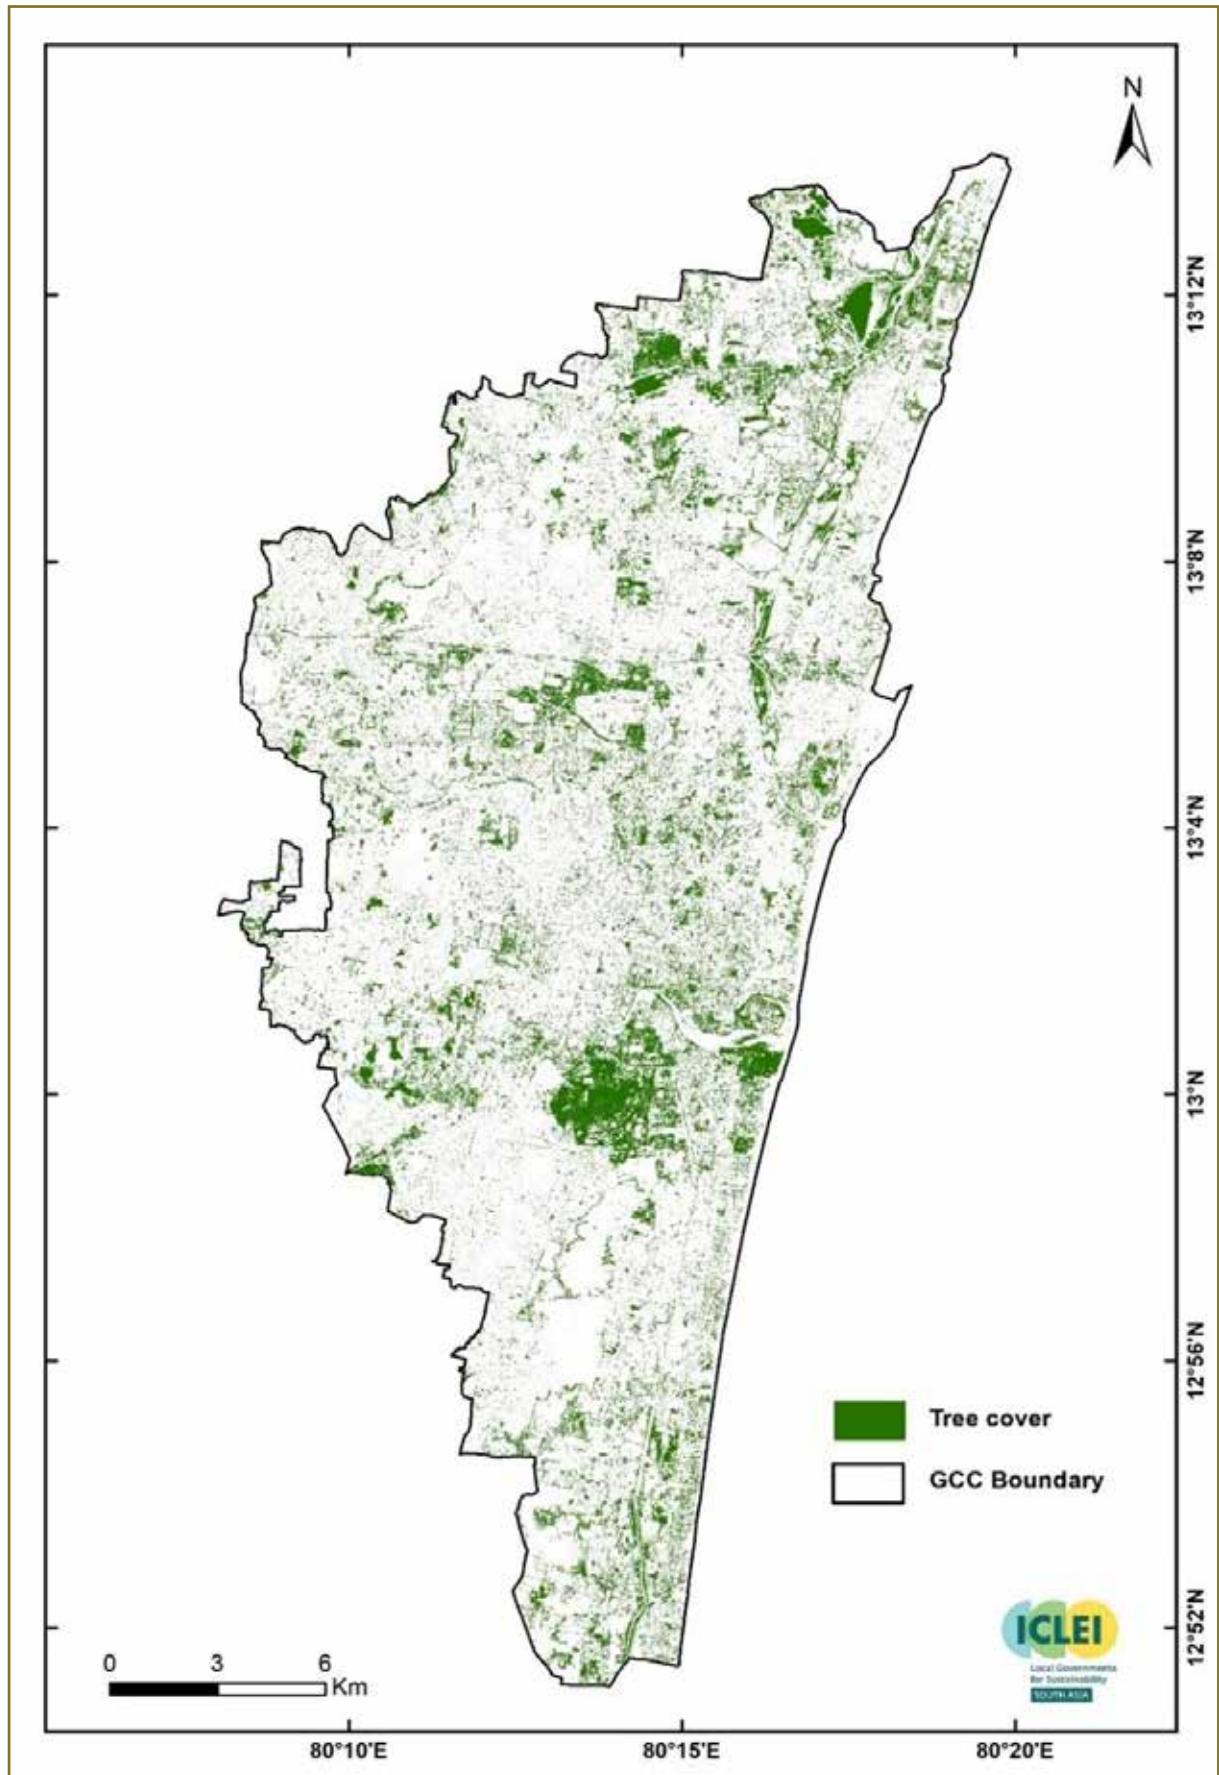 N
13°12'N
13°8'N
13°4'N
13°N
12°56'N
Tree cover
GCC Boundary
12°52'N
ICLEI
Local Governments
for Sustainability
SOUTH ASIA
0 3 6
Km
80°10'E 80°15'E 80°20'E